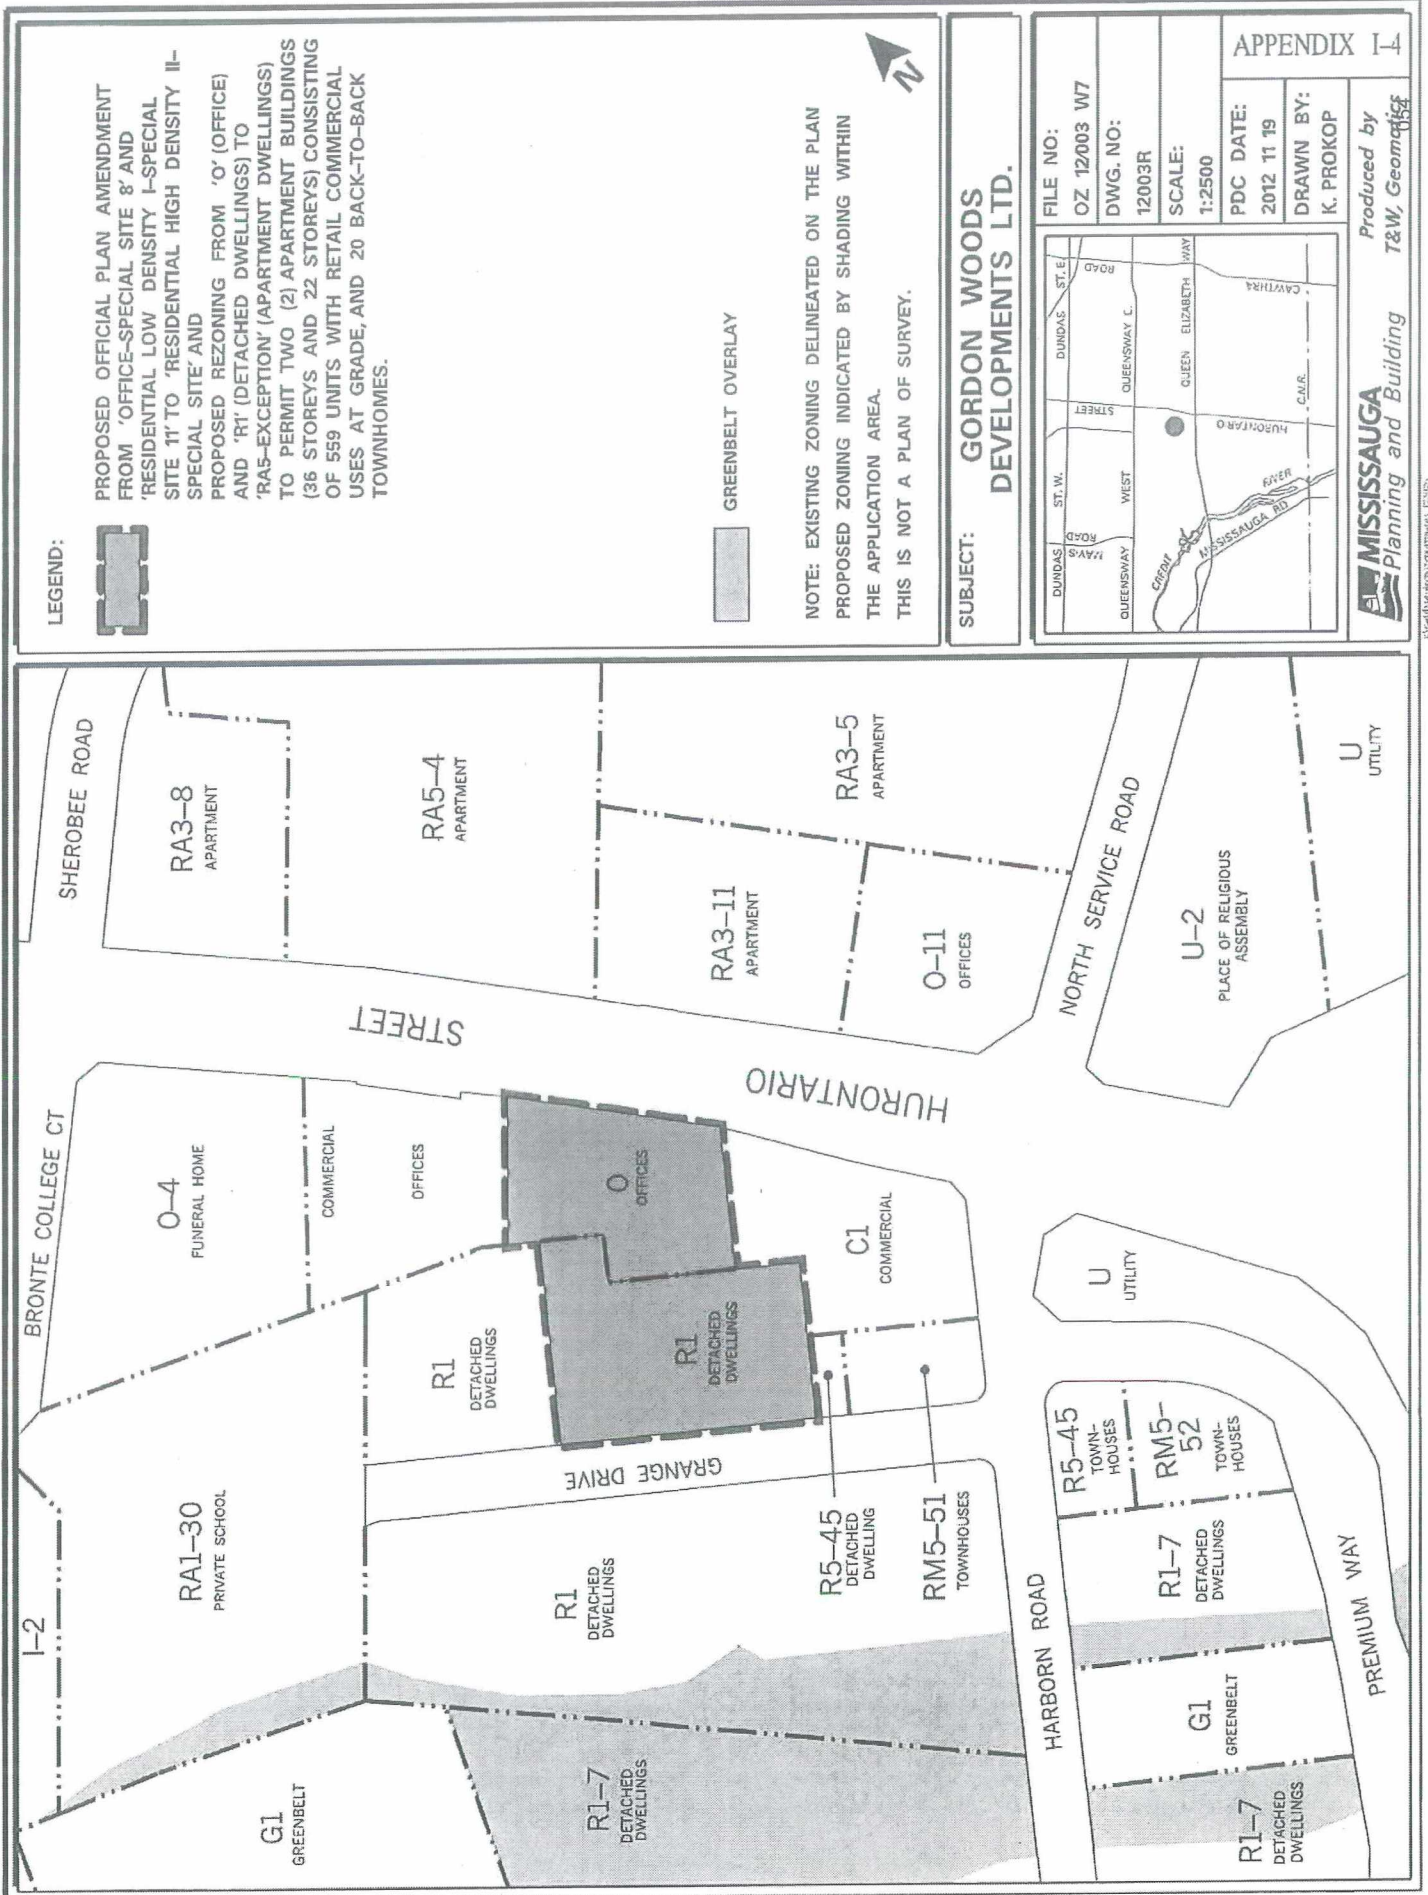 LEGEND:
PROPOSED OFFICIAL PLAN AMENDMENT
FROM 'OFFICE-SPECIAL SITE 8' AND
'RESIDENTIAL LOW DENSITY I-SPECIAL
SITE 11' TO 'RESIDENTIAL HIGH DENSITY II-
SPECIAL SITE' AND
PROPOSED REZONING FROM 'O' (OFFICE)
AND 'R1' (DETACHED DWELLINGS) TO
'RA5-EXCEPTION' (APARTMENT DWELLINGS)
TO PERMIT TWO (2) APARTMENT BUILDINGS
(36 STOREYS AND 22 STOREYS) CONSISTING
OF 559 UNITS WITH RETAIL COMMERCIAL
USES AT GRADE, AND 20 BACK-TO-BACK
TOWNHOMES.
GREENBELT OVERLAY
NOTE: EXISTING ZONING DELINEATED ON THE PLAN
PROPOSED ZONING INDICATED BY SHADING WITHIN
THE APPLICATION AREA.
THIS IS NOT A PLAN OF SURVEY.
N
SUBJECT: GORDON WOODS
DEVELOPMENTS LTD.
DUNDAS ST. W. DUNDAS ST. E.
MAVIS ROAD
STREET
ROAD
QUEENSWAY WEST QUEENSWAY E.
QUEEN ELIZABETH WAY
HURONTARIO
CAWTHRA
CREDIT RIVER
MISSISSAUGA RD
C.N.R.
FILE NO:
OZ 12/003 W7
DWG. NO:
12003R
SCALE:
1:2500
PDC DATE:
2012 11 19
DRAWN BY:
K. PROKOP
APPENDIX I-4
MISSISSAUGA
Planning and Building
Produced by
T&W, Geomatics
054
SHEROBEE ROAD
RA3-8
APARTMENT
RA5-4
APARTMENT
RA3-5
APARTMENT
RA3-11
APARTMENT
O-11
OFFICES
NORTH SERVICE ROAD
U-2
PLACE OF RELIGIOUS
ASSEMBLY
U
UTILITY
HURONTARIO STREET
BRONTE COLLEGE CT
O-4
FUNERAL HOME
COMMERCIAL
OFFICES
O
OFFICES
C1
COMMERCIAL
U
UTILITY
R1
DETACHED
DWELLINGS
R1
DETACHED
DWELLINGS
GRANGE DRIVE
I-2
RA1-30
PRIVATE SCHOOL
R1
DETACHED
DWELLINGS
R5-45
DETACHED
DWELLING
RM5-51
TOWNHOUSES
R5-45
TOWN-
HOUSES
RM5-
52
TOWN-
HOUSES
HARBORN ROAD
R1-7
DETACHED
DWELLINGS
PREMIUM WAY
G1
GREENBELT
R1-7
DETACHED
DWELLINGS
G1
GREENBELT
R1-7
DETACHED
DWELLINGS